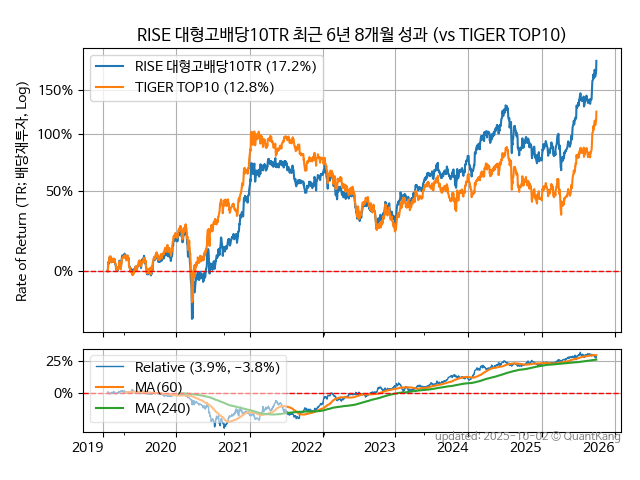 RISE 대형고배당10TR 최근 6년 8개월 성과 (vs TIGER TOP10)
Rate of Return (TR: 배당재투자, Log)
150%
100%
50%
0%
RISE 대형고배당10TR (17.2%)
TIGER TOP10 (12.8%)
25%
0%
Relative (3.9%, −3.8%)
MA(60)
MA(240)
updated: 2025-10-02 © QuantKang
2019 2020 2021 2022 2023 2024 2025 2026